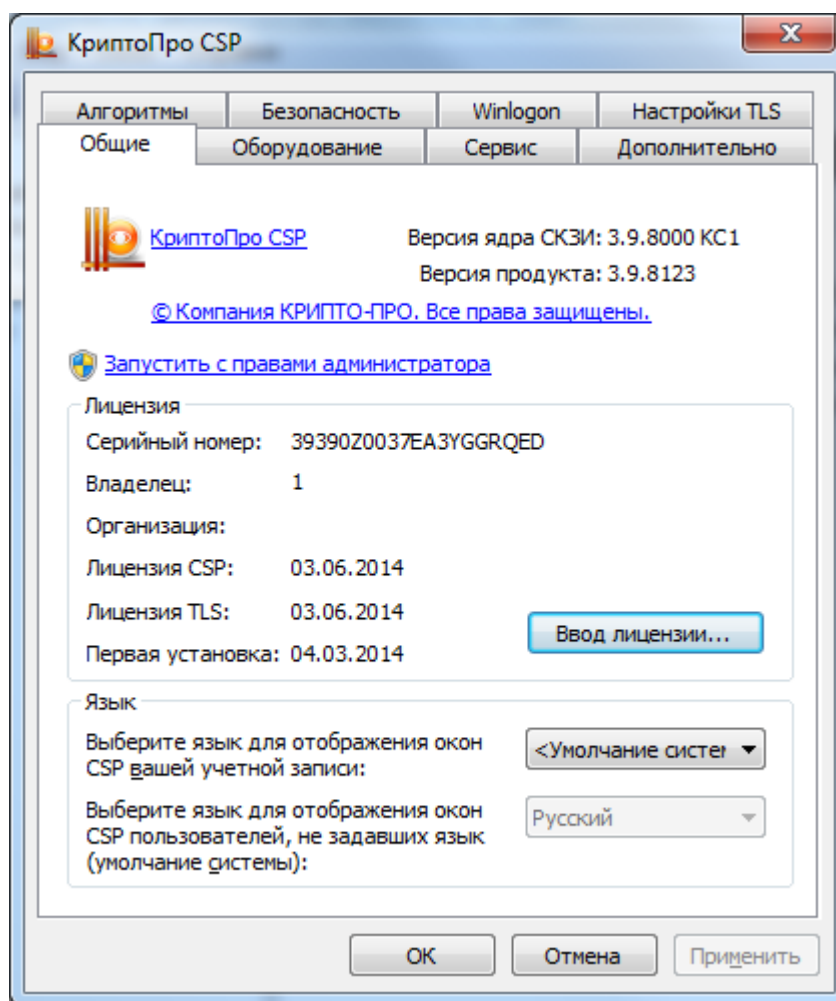 КриптоПро CSP
Алгоритмы Безопасность Winlogon Настройки TLS
Общие Оборудование Сервис Дополнительно
КриптоПро CSP Версия ядра СКЗИ: 3.9.8000 КС1
Версия продукта: 3.9.8123
© Компания КРИПТО-ПРО. Все права защищены.
Запустить с правами администратора
Лицензия
Серийный номер: 39390Z0037EA3YGGRQED
Владелец: 1
Организация:
Лицензия CSP: 03.06.2014
Лицензия TLS: 03.06.2014
Ввод лицензии...
Первая установка: 04.03.2014
Язык
Выберите язык для отображения окон
CSP вашей учетной записи:
<Умолчание систег
Выберите язык для отображения окон
CSP пользователей, не задавших язык
(умолчание системы):
Русский
ОК Отмена Применить